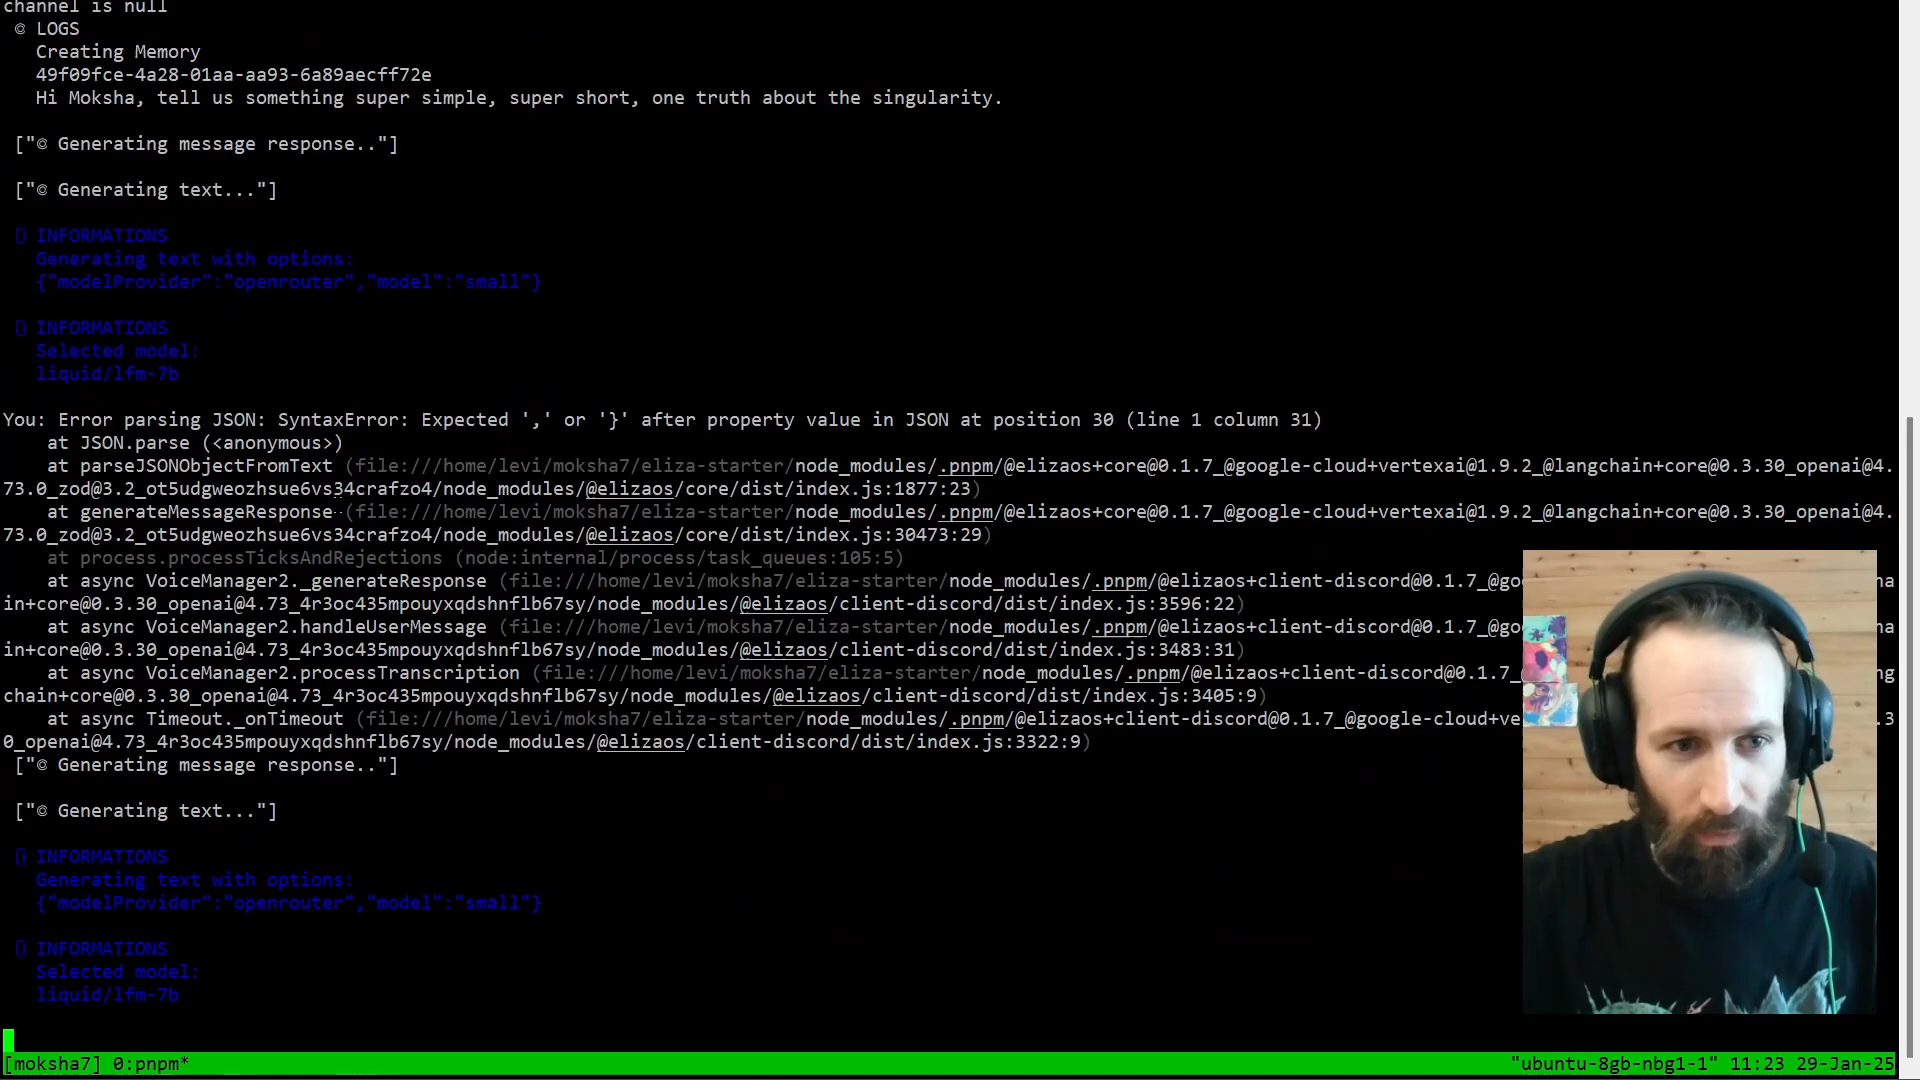 channel is null
© LOGS
Creating Memory
49f09fce-4a28-01aa-aa93-6a89aecff72e
Hi Moksha, tell us something super simple, super short, one truth about the singularity.
["© Generating message response.."]
["© Generating text..."]
INFORMATIONS
Generating text with options:
{"modelProvider":"openrouter","model":"small"}
INFORMATIONS
Selected model:
liquid/lfm-7b
You: Error parsing JSON: SyntaxError: Expected ',' or '}' after property value in JSON at position 30 (line 1 column 31)
at JSON.parse (<anonymous>)
at parseJSONObjectFromText (file:///home/levi/moksha7/eliza-starter/node_modules/.pnpm/@elizaos+core@0.1.7_@google-cloud+vertexai@1.9.2_@langchain+core@0.3.30_openai@4.
73.0_zod@3.2_ot5udgweozhsue6vs34crafzo4/node_modules/@elizaos/core/dist/index.js:1877:23)
at generateMessageResponse (file:///home/levi/moksha7/eliza-starter/node_modules/.pnpm/@elizaos+core@0.1.7_@google-cloud+vertexai@1.9.2_@langchain+core@0.3.30_openai@4.
73.0_zod@3.2_ot5udgweozhsue6vs34crafzo4/node_modules/@elizaos/core/dist/index.js:30473:29)
at process.processTicksAndRejections (node:internal/process/task_queues:105:5)
at async VoiceManager2._generateResponse (file:///home/levi/moksha7/eliza-starter/node_modules/.pnpm/@elizaos+client-discord@0.1.7_@go ha
in+core@0.3.30_openai@4.73_4r3oc435mpouyxqdshnflb67sy/node_modules/@elizaos/client-discord/dist/index.js:3596:22)
at async VoiceManager2.handleUserMessage (file:///home/levi/moksha7/eliza-starter/node_modules/.pnpm/@elizaos+client-discord@0.1.7_@go ha
in+core@0.3.30_openai@4.73_4r3oc435mpouyxqdshnflb67sy/node_modules/@elizaos/client-discord/dist/index.js:3483:31)
at async VoiceManager2.processTranscription (file:///home/levi/moksha7/eliza-starter/node_modules/.pnpm/@elizaos+client-discord@0.1.7_ ng
chain+core@0.3.30_openai@4.73_4r3oc435mpouyxqdshnflb67sy/node_modules/@elizaos/client-discord/dist/index.js:3405:9)
at async Timeout._onTimeout (file:///home/levi/moksha7/eliza-starter/node_modules/.pnpm/@elizaos+client-discord@0.1.7_@google-cloud+ve .3
0_openai@4.73_4r3oc435mpouyxqdshnflb67sy/node_modules/@elizaos/client-discord/dist/index.js:3322:9)
["© Generating message response.."]
["© Generating text..."]
INFORMATIONS
Generating text with options:
{"modelProvider":"openrouter","model":"small"}
INFORMATIONS
Selected model:
liquid/lfm-7b
[moksha7] 0:pnpm* "ubuntu-8gb-nbg1-1" 11:23 29-Jan-25